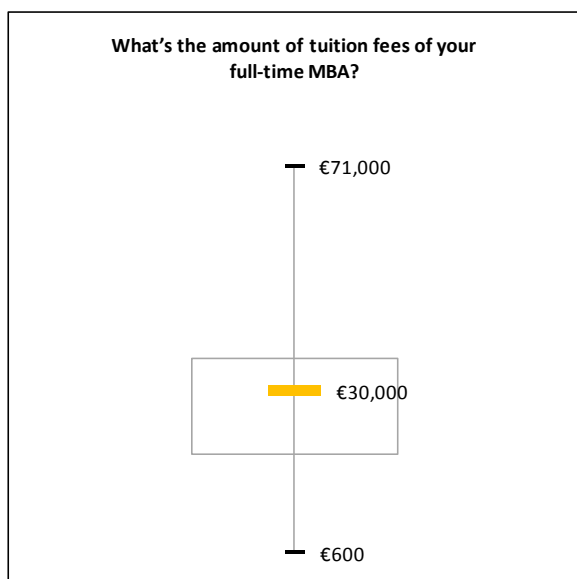 What's the amount of tuition fees of your
full-time MBA?
€71,000
€30,000
€600